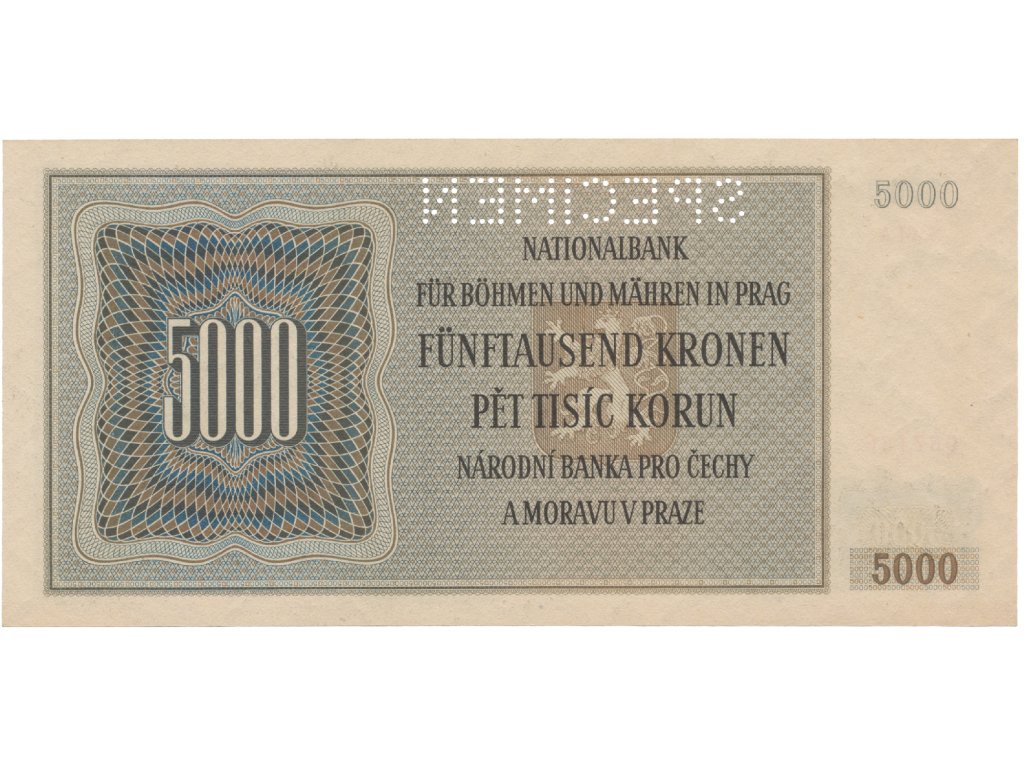 SPECIMEN
5000
NATIONALBANK
FÜR BÖHMEN UND MÄHREN IN PRAG
FÜNFTAUSEND KRONEN
PĚT TISÍC KORUN
NÁRODNÍ BANKA PRO ČECHY
A MORAVU V PRAZE
5000
5000